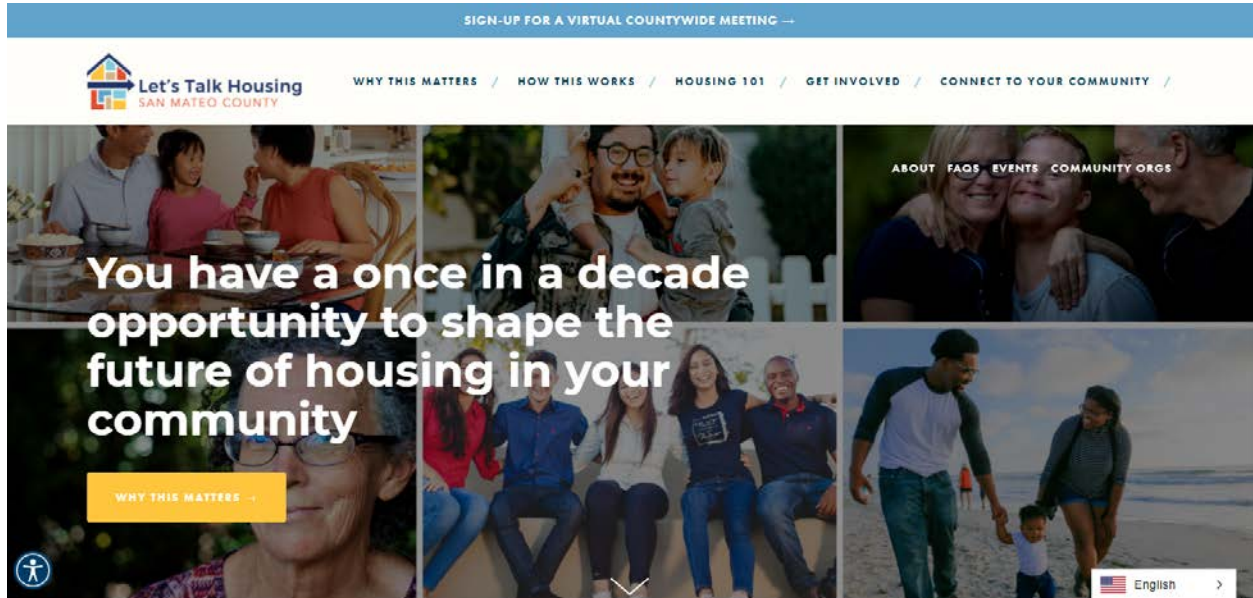 SIGN-UP FOR A VIRTUAL COUNTYWIDE MEETING →
Let's Talk Housing
SAN MATEO COUNTY
WHY THIS MATTERS / HOW THIS WORKS / HOUSING 101 / GET INVOLVED / CONNECT TO YOUR COMMUNITY /
ABOUT FAQS EVENTS COMMUNITY ORGS
You have a once in a decade
opportunity to shape the
future of housing in your
community
WHY THIS MATTERS →
English